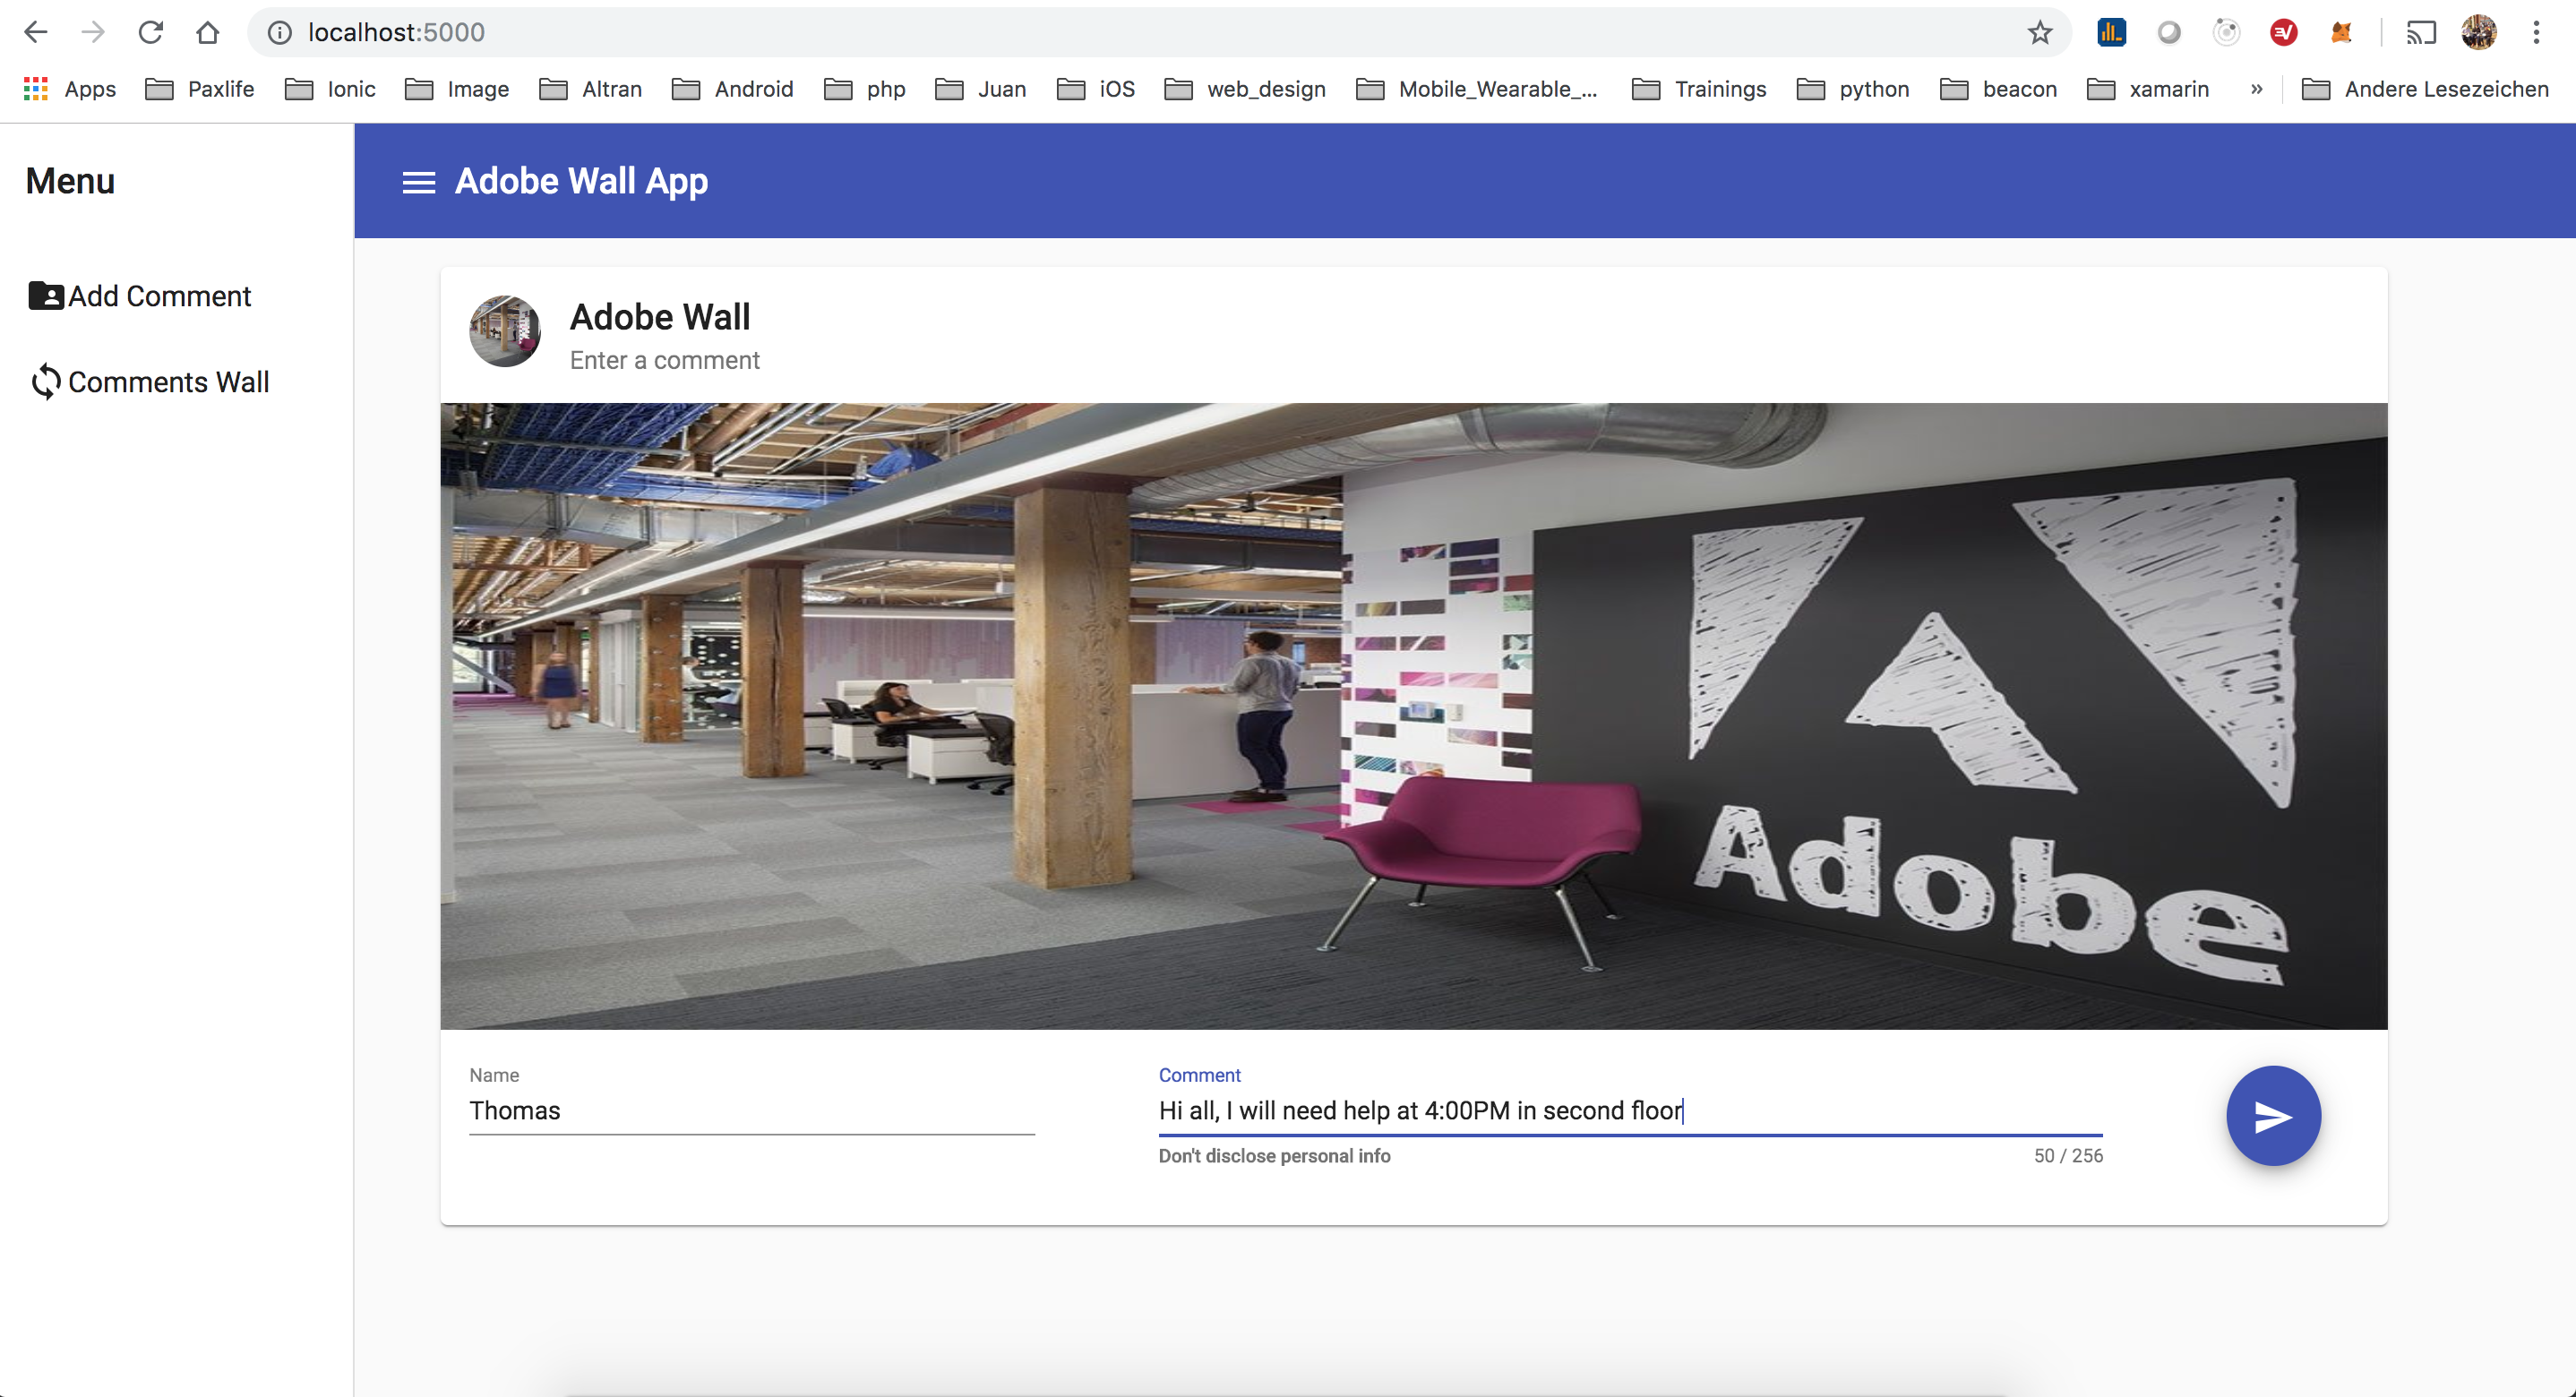 localhost:5000
Apps Paxlife Ionic Image Altran Android php Juan iOS web_design Mobile_Wearable_... Trainings python beacon xamarin » Andere Lesezeichen
Menu
Adobe Wall App
Add Comment
Comments Wall
Adobe Wall
Enter a comment
Adobe
Name
Thomas
Comment
Hi all, I will need help at 4:00PM in second floor
Don't disclose personal info
50 / 256